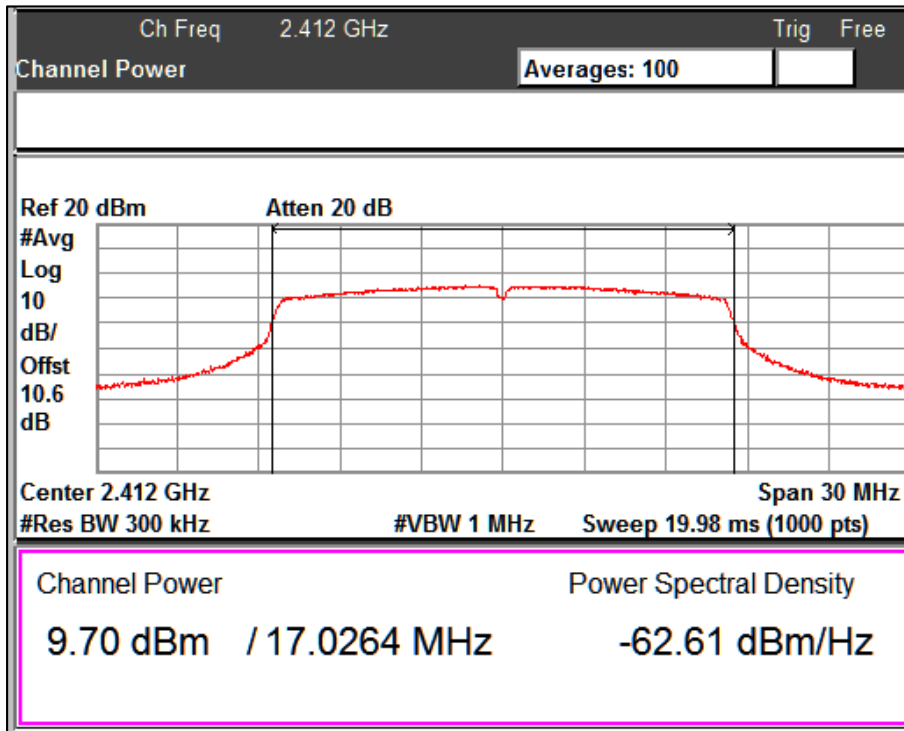 Ch Freq 2.412 GHz Trig Free
Channel Power Averages: 100
Ref 20 dBm Atten 20 dB
#Avg
Log
10
dB/
Offst
10.6
dB
Center 2.412 GHz Span 30 MHz
#Res BW 300 kHz #VBW 1 MHz Sweep 19.98 ms (1000 pts)
Channel Power Power Spectral Density
9.70 dBm / 17.0264 MHz -62.61 dBm/Hz